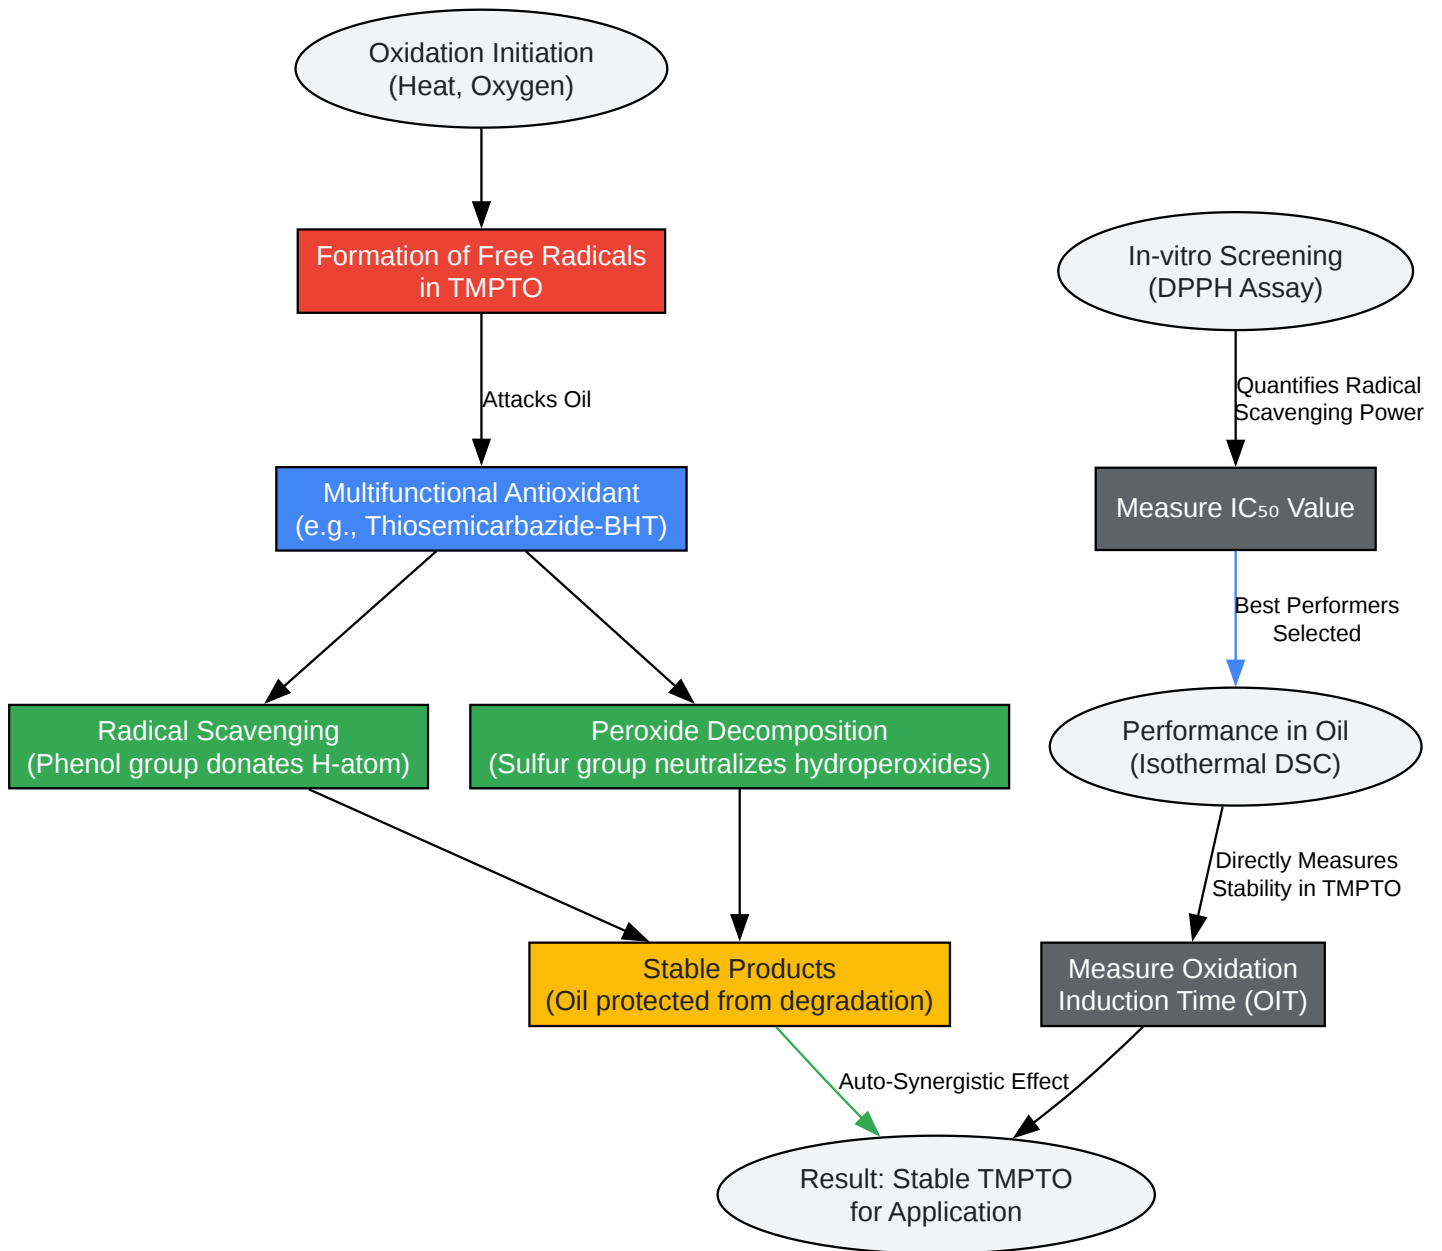 Oxidation Initiation
(Heat, Oxygen)
Formation of Free Radicals
in TMPTO
Attacks Oil
Multifunctional Antioxidant
(e.g., Thiosemicarbazide-BHT)
Radical Scavenging
(Phenol group donates H-atom)
Peroxide Decomposition
(Sulfur group neutralizes hydroperoxides)
Stable Products
(Oil protected from degradation)
Auto-Synergistic Effect
In-vitro Screening
(DPPH Assay)
Quantifies Radical
Scavenging Power
Measure IC₅₀ Value
Best Performers
Selected
Performance in Oil
(Isothermal DSC)
Directly Measures
Stability in TMPTO
Measure Oxidation
Induction Time (OIT)
Result: Stable TMPTO
for Application